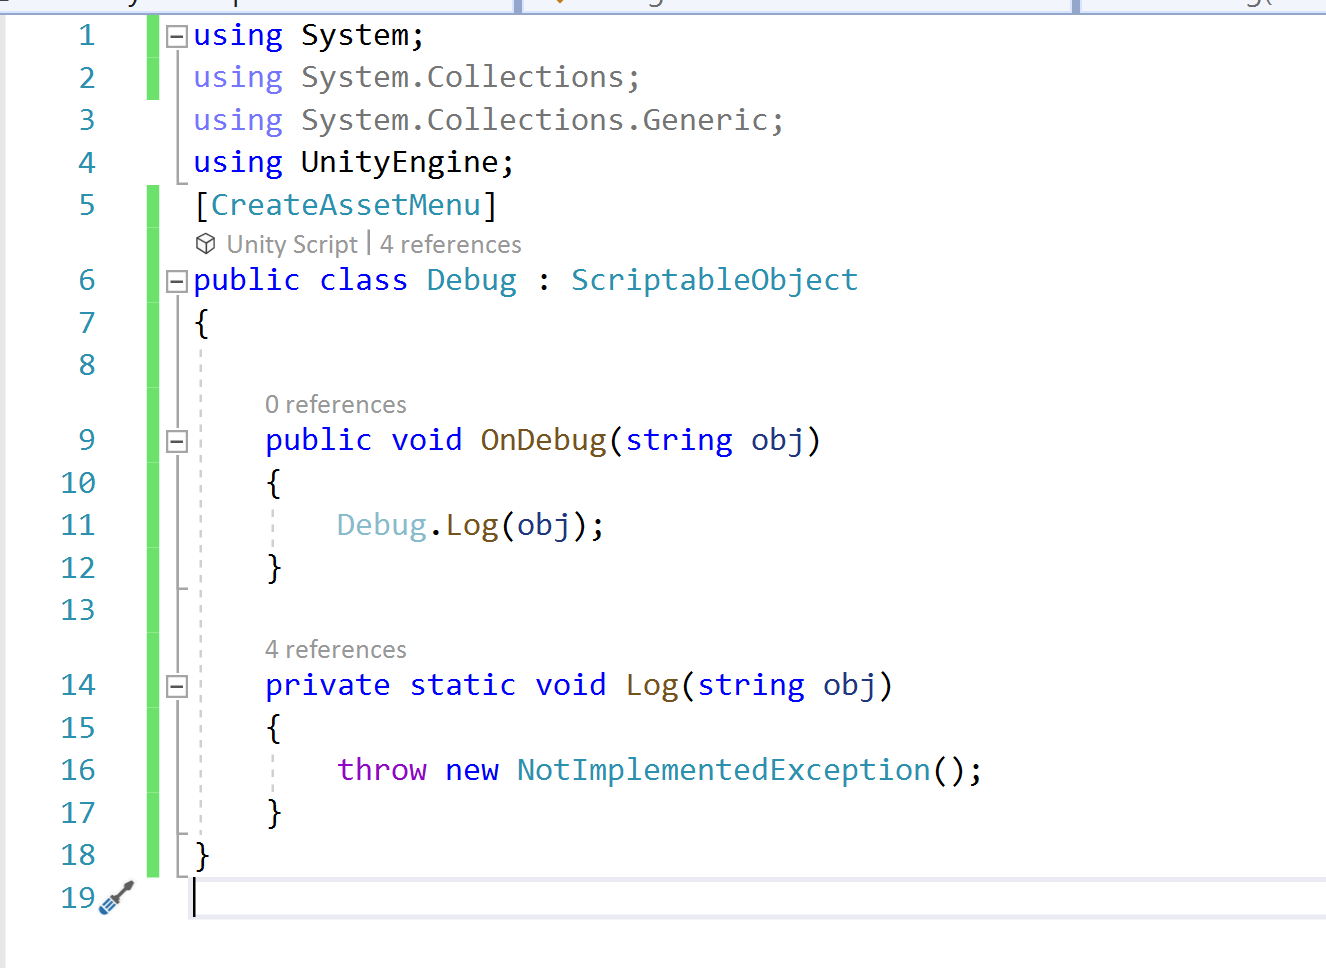 1 using System;
2 using System.Collections;
3 using System.Collections.Generic;
4 using UnityEngine;
5 [CreateAssetMenu]
Unity Script | 4 references
6 public class Debug : ScriptableObject
7 {
8
0 references
9 public void OnDebug(string obj)
10 {
11 Debug.Log(obj);
12 }
13
4 references
14 private static void Log(string obj)
15 {
16 throw new NotImplementedException();
17 }
18 }
19